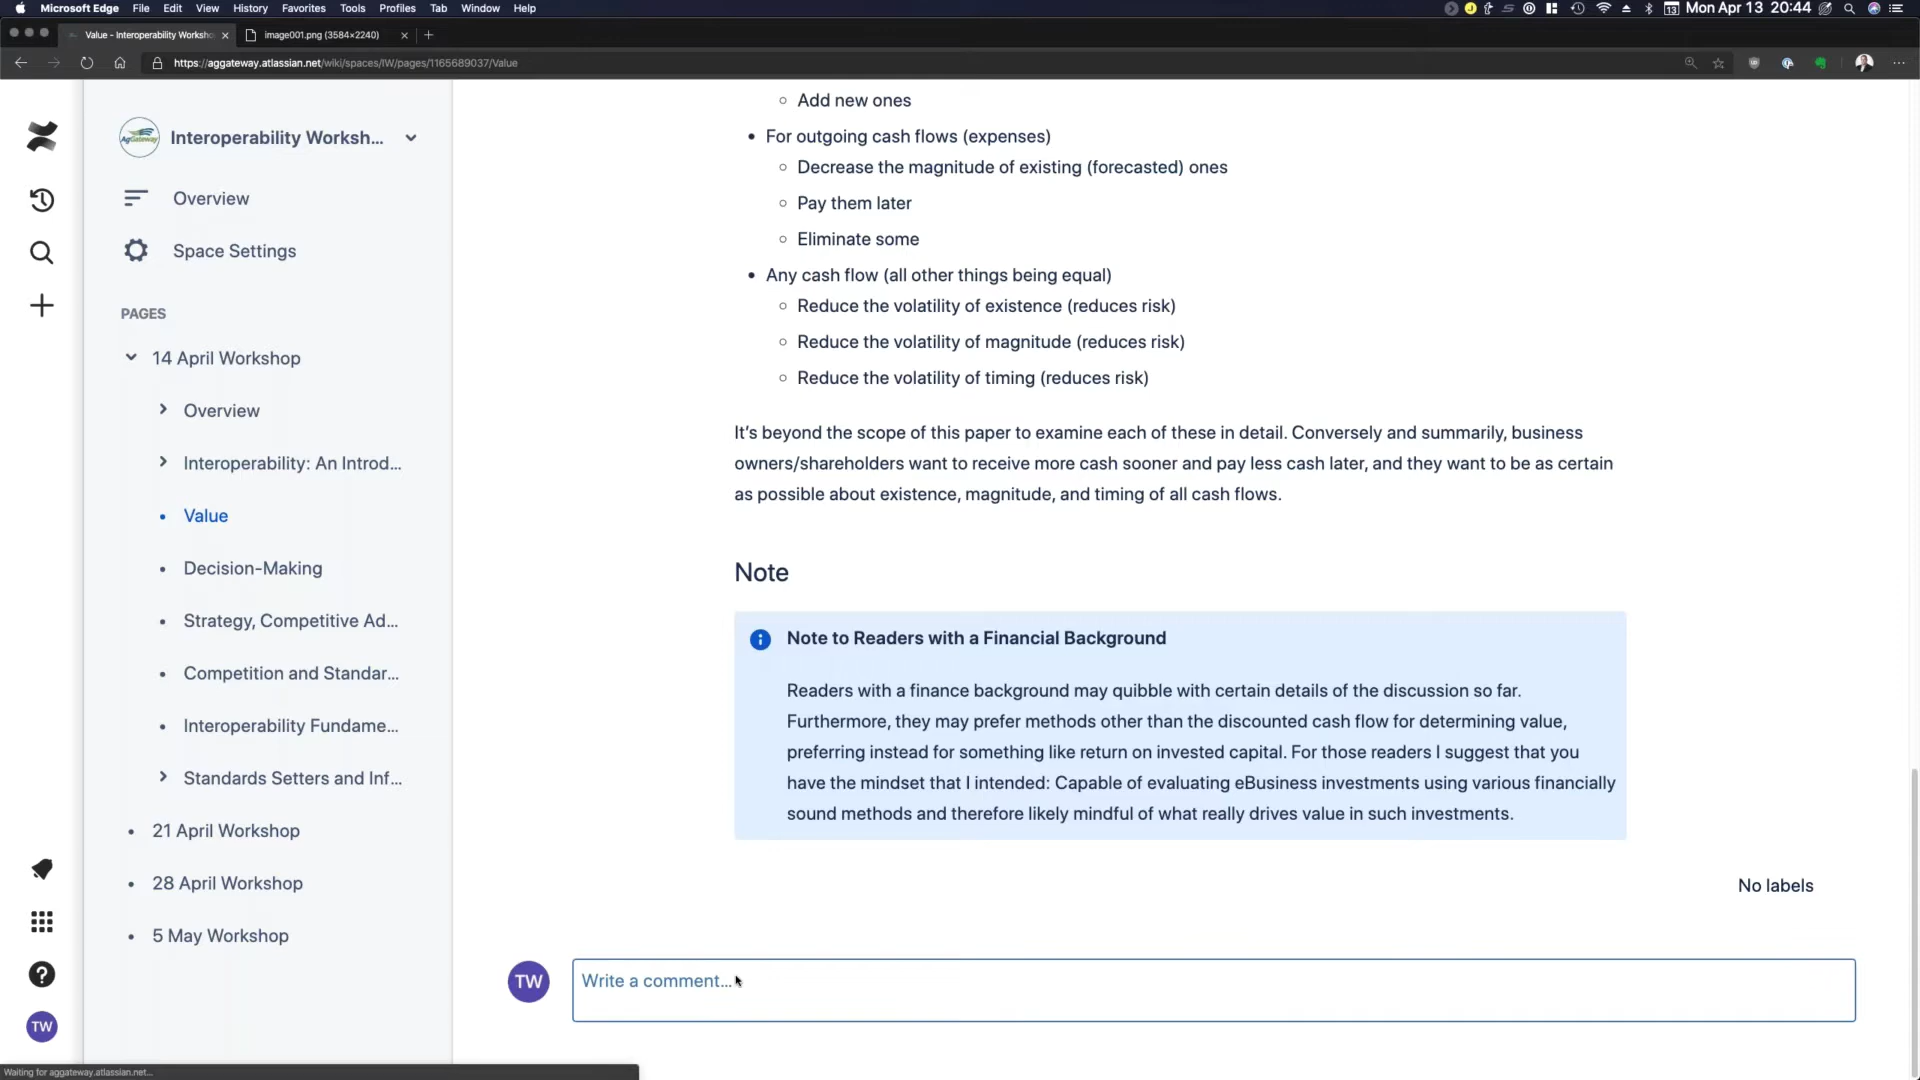 Microsoft Edge File Edit View History Favorites Tools Profiles Tab Window Help
13 Mon Apr 13 20:44
Value - Interoperability Worksho
image001.png (3584×2240)
https://aggateway.atlassian.net/wiki/spaces/IW/pages/1165689037/Value
AgGateway
Interoperability Worksh...
Overview
Space Settings
PAGES
14 April Workshop
Overview
Interoperability: An Introd...
Value
Decision-Making
Strategy, Competitive Ad...
Competition and Standar...
Interoperability Fundame...
Standards Setters and Inf...
21 April Workshop
28 April Workshop
5 May Workshop
TW
Add new ones
For outgoing cash flows (expenses)
Decrease the magnitude of existing (forecasted) ones
Pay them later
Eliminate some
Any cash flow (all other things being equal)
Reduce the volatility of existence (reduces risk)
Reduce the volatility of magnitude (reduces risk)
Reduce the volatility of timing (reduces risk)
It's beyond the scope of this paper to examine each of these in detail. Conversely and summarily, business
owners/shareholders want to receive more cash sooner and pay less cash later, and they want to be as certain
as possible about existence, magnitude, and timing of all cash flows.
Note
Note to Readers with a Financial Background
Readers with a finance background may quibble with certain details of the discussion so far.
Furthermore, they may prefer methods other than the discounted cash flow for determining value,
preferring instead for something like return on invested capital. For those readers I suggest that you
have the mindset that I intended: Capable of evaluating eBusiness investments using various financially
sound methods and therefore likely mindful of what really drives value in such investments.
No labels
TW
Write a comment...
Waiting for aggateway.atlassian.net...